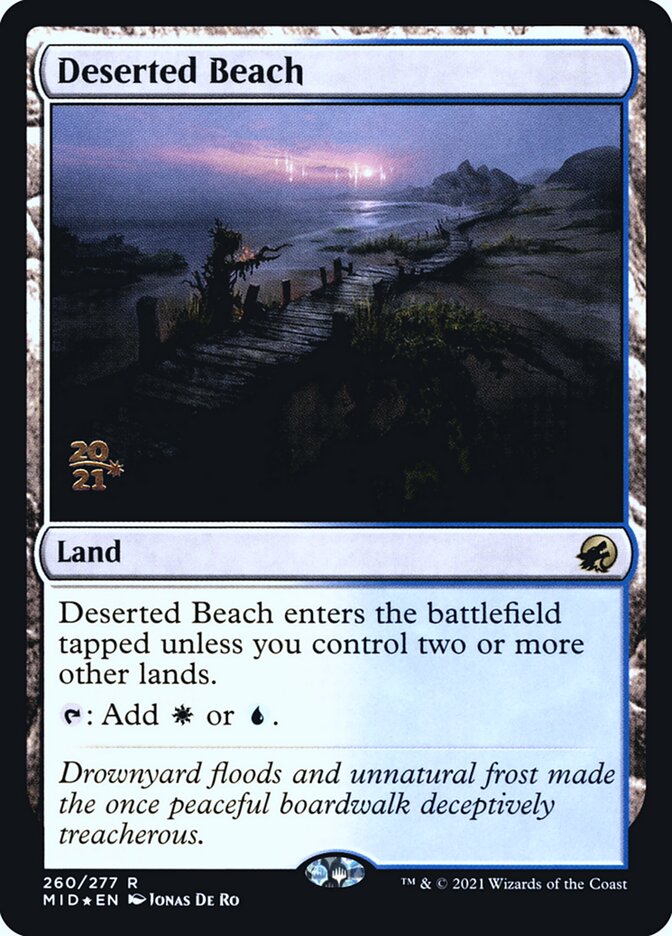 Deserted Beach
20
21
Land
Deserted Beach enters the battlefield
tapped unless you control two or more
other lands.
: Add or .
Drownyard floods and unnatural frost made
the once peaceful boardwalk deceptively
treacherous.
260/277 R
MID★EN Jonas De Ro
™ & © 2021 Wizards of the Coast